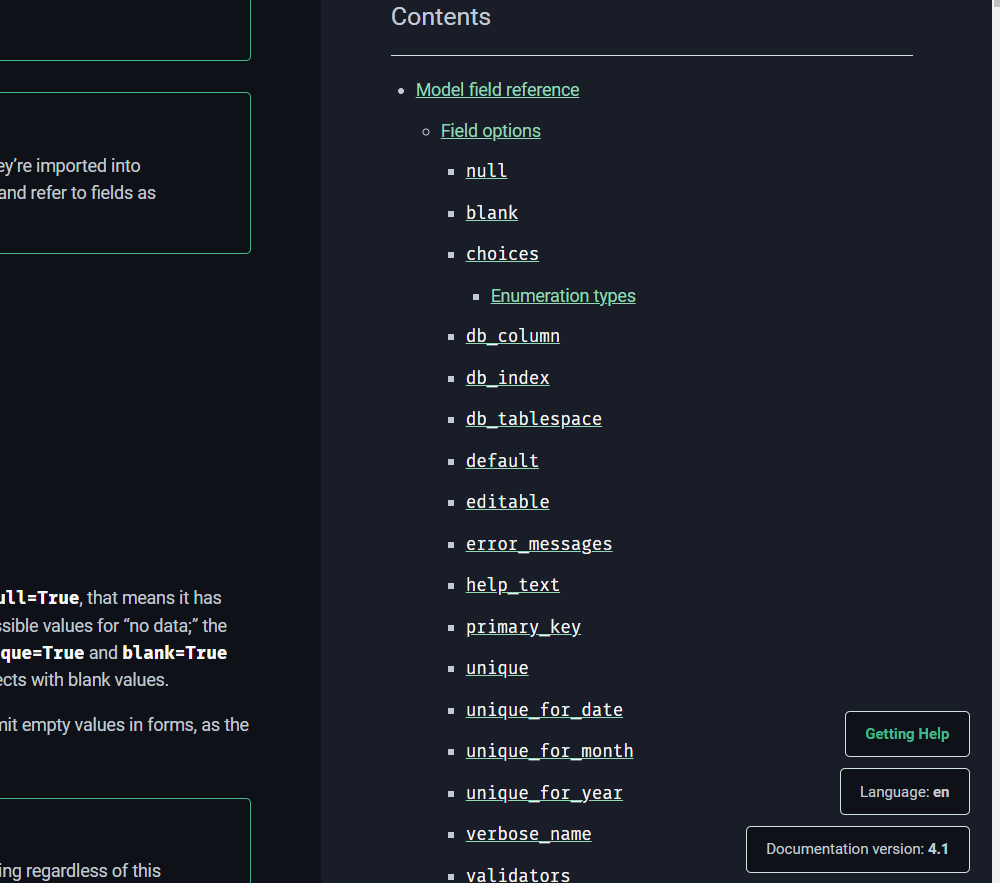 ey’re imported into
and refer to fields as
ull=True, that means it has
ssible values for “no data;” the
que=True and blank=True
ects with blank values.
mit empty values in forms, as the
ing regardless of this
Contents
Model field reference
Field options
null
blank
choices
Enumeration types
db_column
db_index
db_tablespace
default
editable
error_messages
help_text
primary_key
unique
unique_for_date
unique_for_month
unique_for_year
verbose_name
validators
Getting Help
Language: en
Documentation version: 4.1